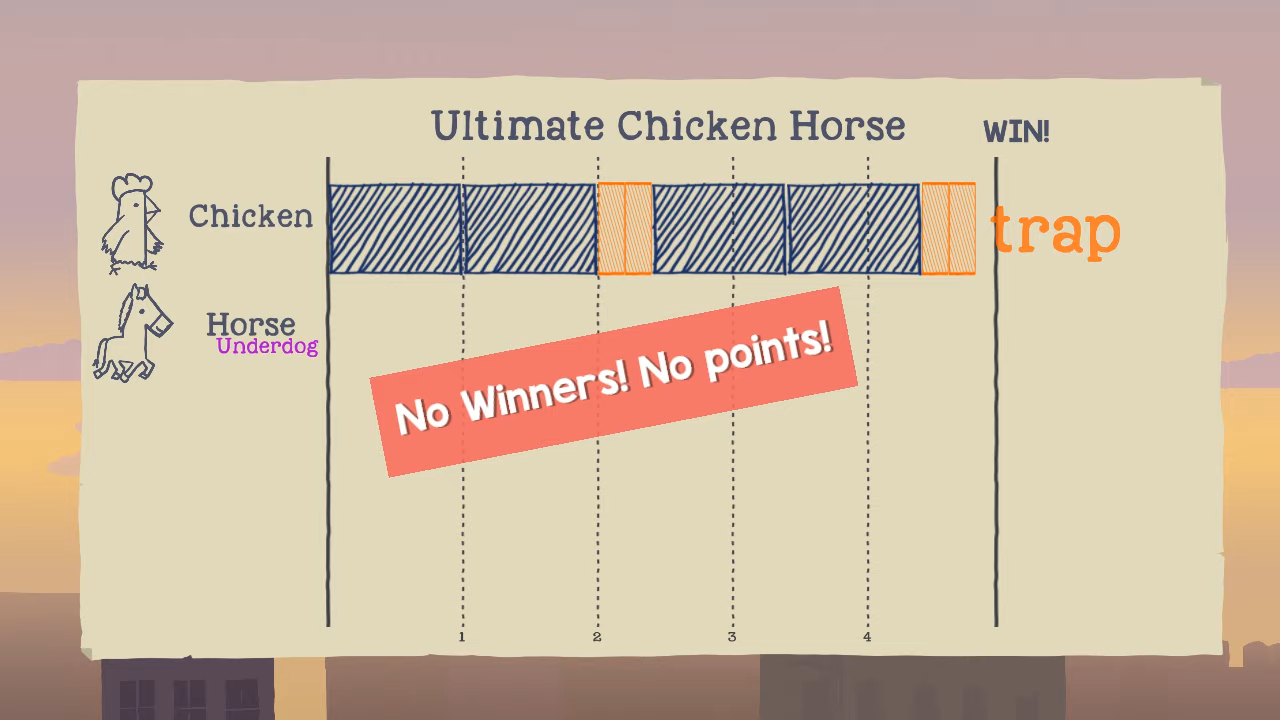 Ultimate Chicken Horse
WIN!
Chicken
trap
Horse
Underdog
No Winners! No points!
1
2
3
4